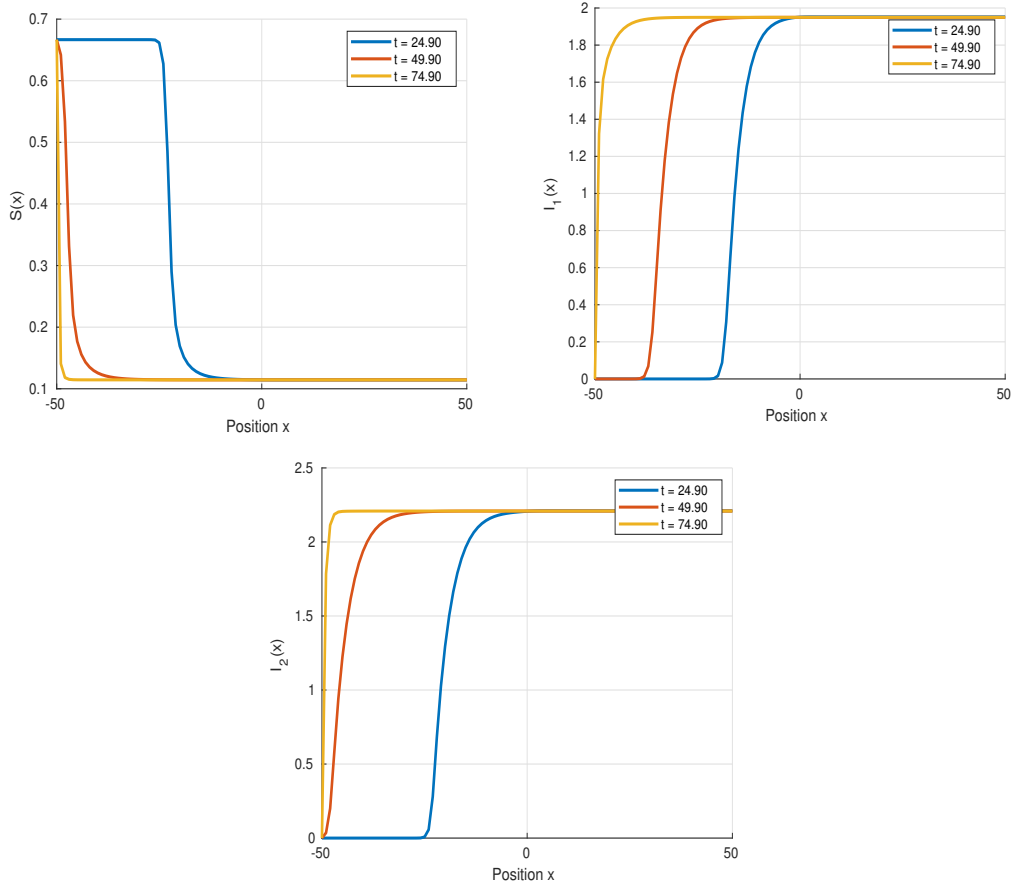 0.7
0.6
0.5
0.4
0.3
0.2
0.1
-50
0
50
S(x)
Position x
t = 24.90
t = 49.90
t = 74.90
2
1.8
1.6
1.4
1.2
1
0.8
0.6
0.4
0.2
0
-50
0
50
I1(x)
Position x
t = 24.90
t = 49.90
t = 74.90
2.5
2
1.5
1
0.5
0
-50
0
50
I2(x)
Position x
t = 24.90
t = 49.90
t = 74.90